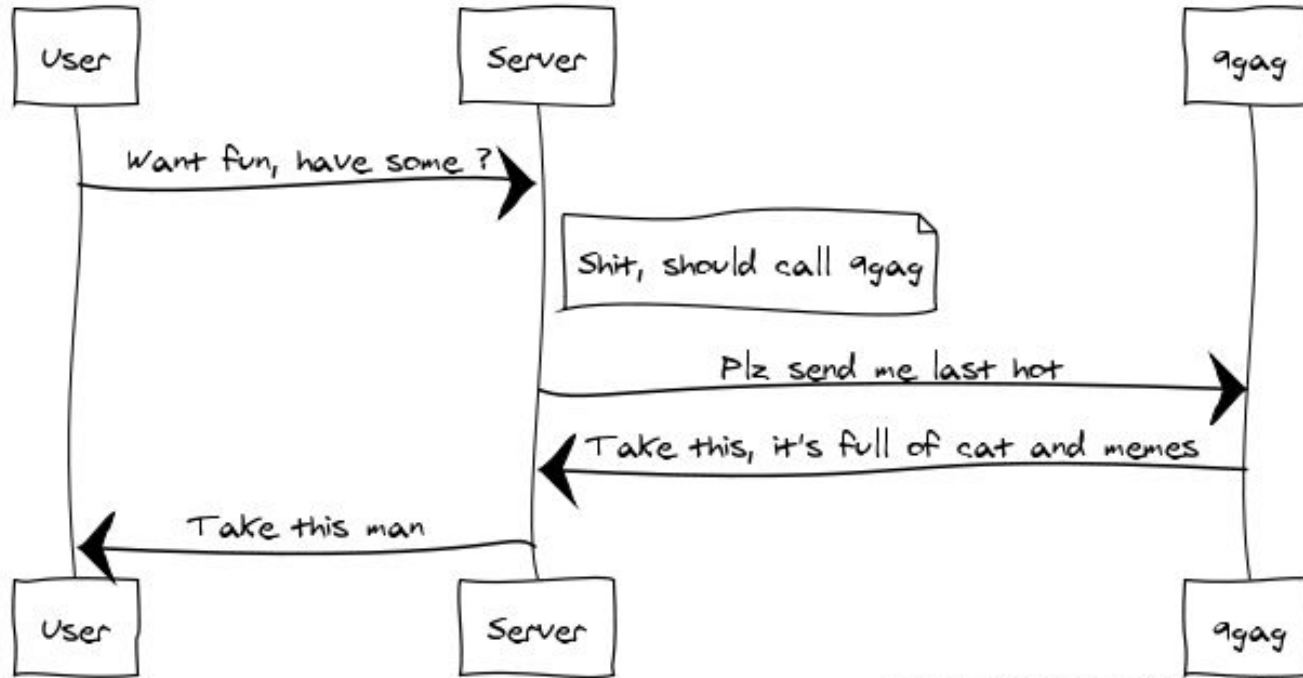 User
Server
9gag
Want fun, have some ?
Shit, should call 9gag
Plz send me last hot
Take this, it's full of cat and memes
Take this man
User
Server
9gag